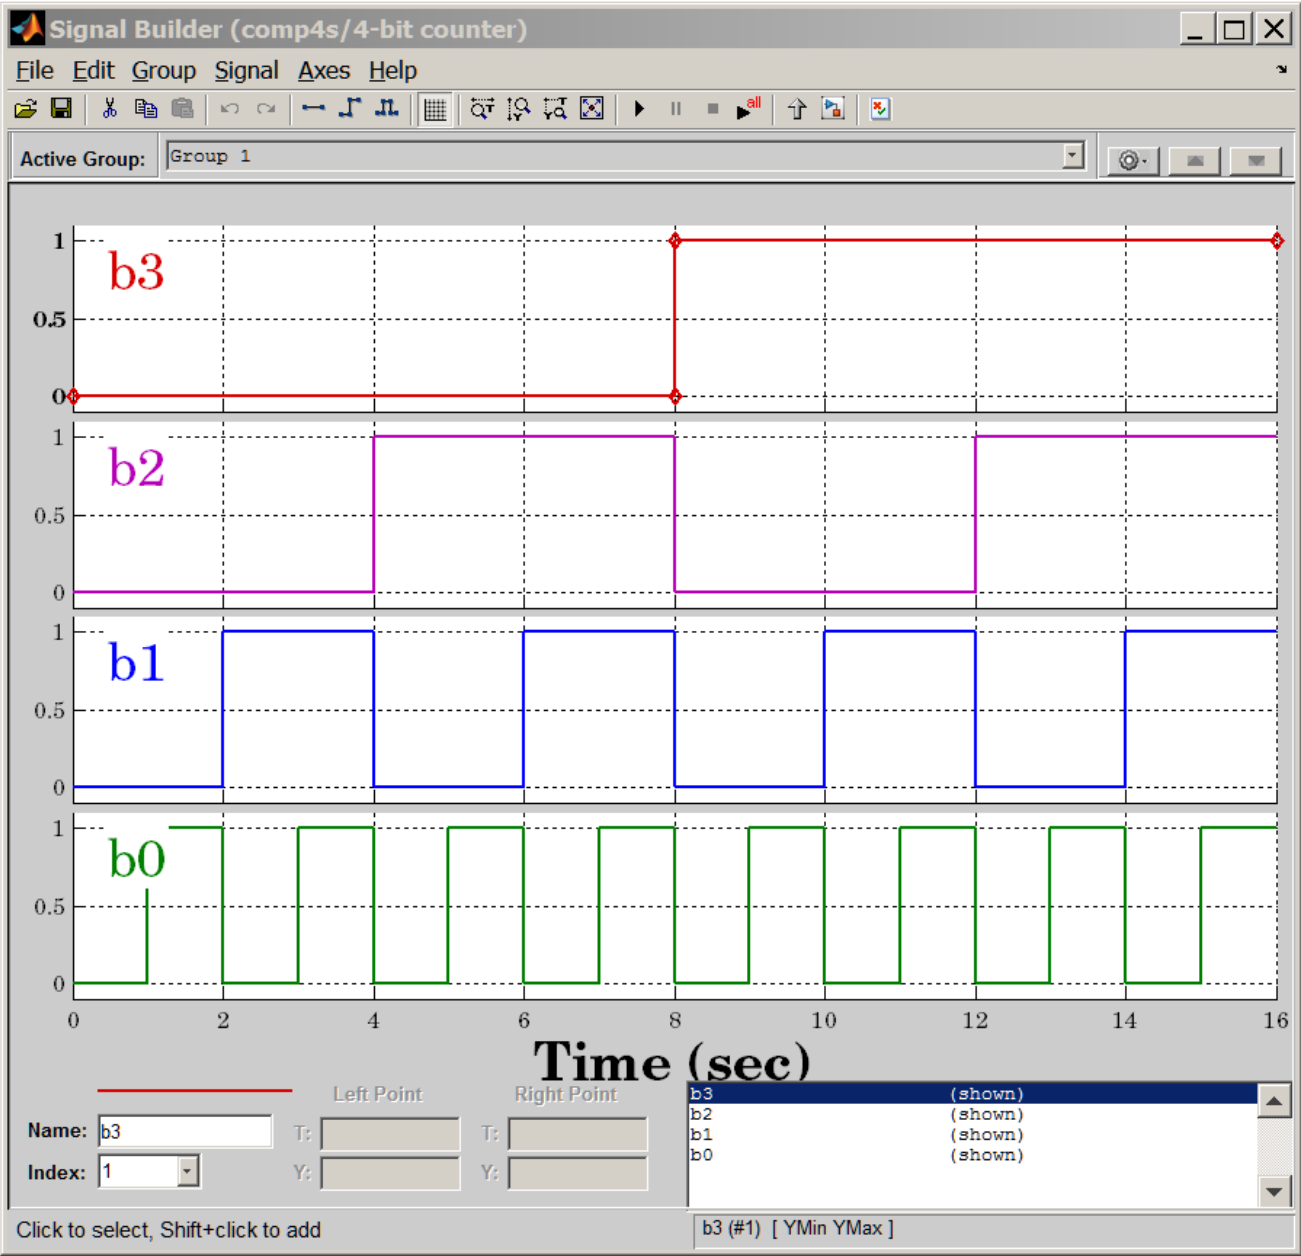 Signal Builder (comp4s/4-bit counter)
File Edit Group Signal Axes Help
all
Active Group: Group 1
1
b3
0.5
0
1
b2
0.5
0
1
b1
0.5
0
1
b0
0.5
0
0 2 4 6 8 10 12 14 16
Time (sec)
Left Point Right Point
Name: b3 T: T:
Index: 1 Y: Y:
b3 (shown)
b2 (shown)
b1 (shown)
b0 (shown)
Click to select, Shift+click to add
b3 (#1) [ YMin YMax ]